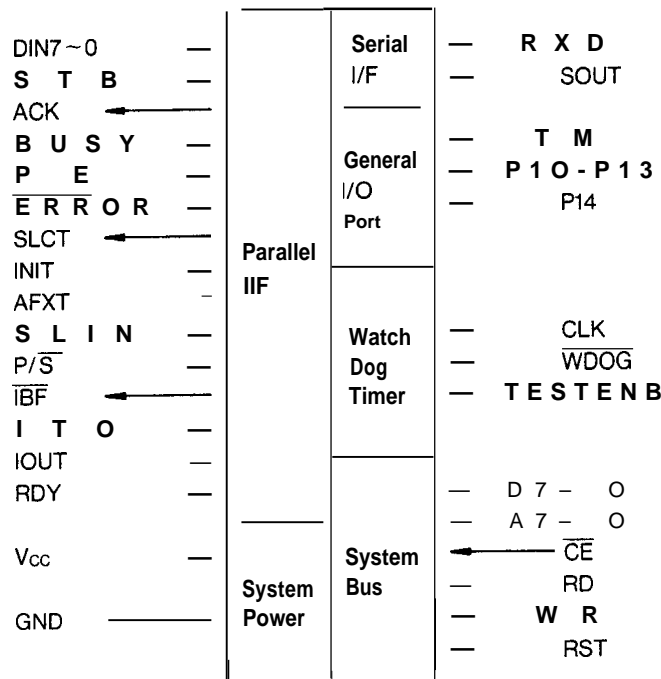 DIN7~0
STB
ACK
BUSY
PE
ERROR
SLCT
INIT
AFXT
SLIN
P/S
IBF
ITO
IOUT
RDY
Vcc
GND
Parallel
IIF
System
Power
Serial
I/F
General
I/O
Port
Watch
Dog
Timer
System
Bus
RXD
SOUT
TM
P10-P13
P14
CLK
WDOG
TESTENB
D7-O
A7-O
CE
RD
WR
RST